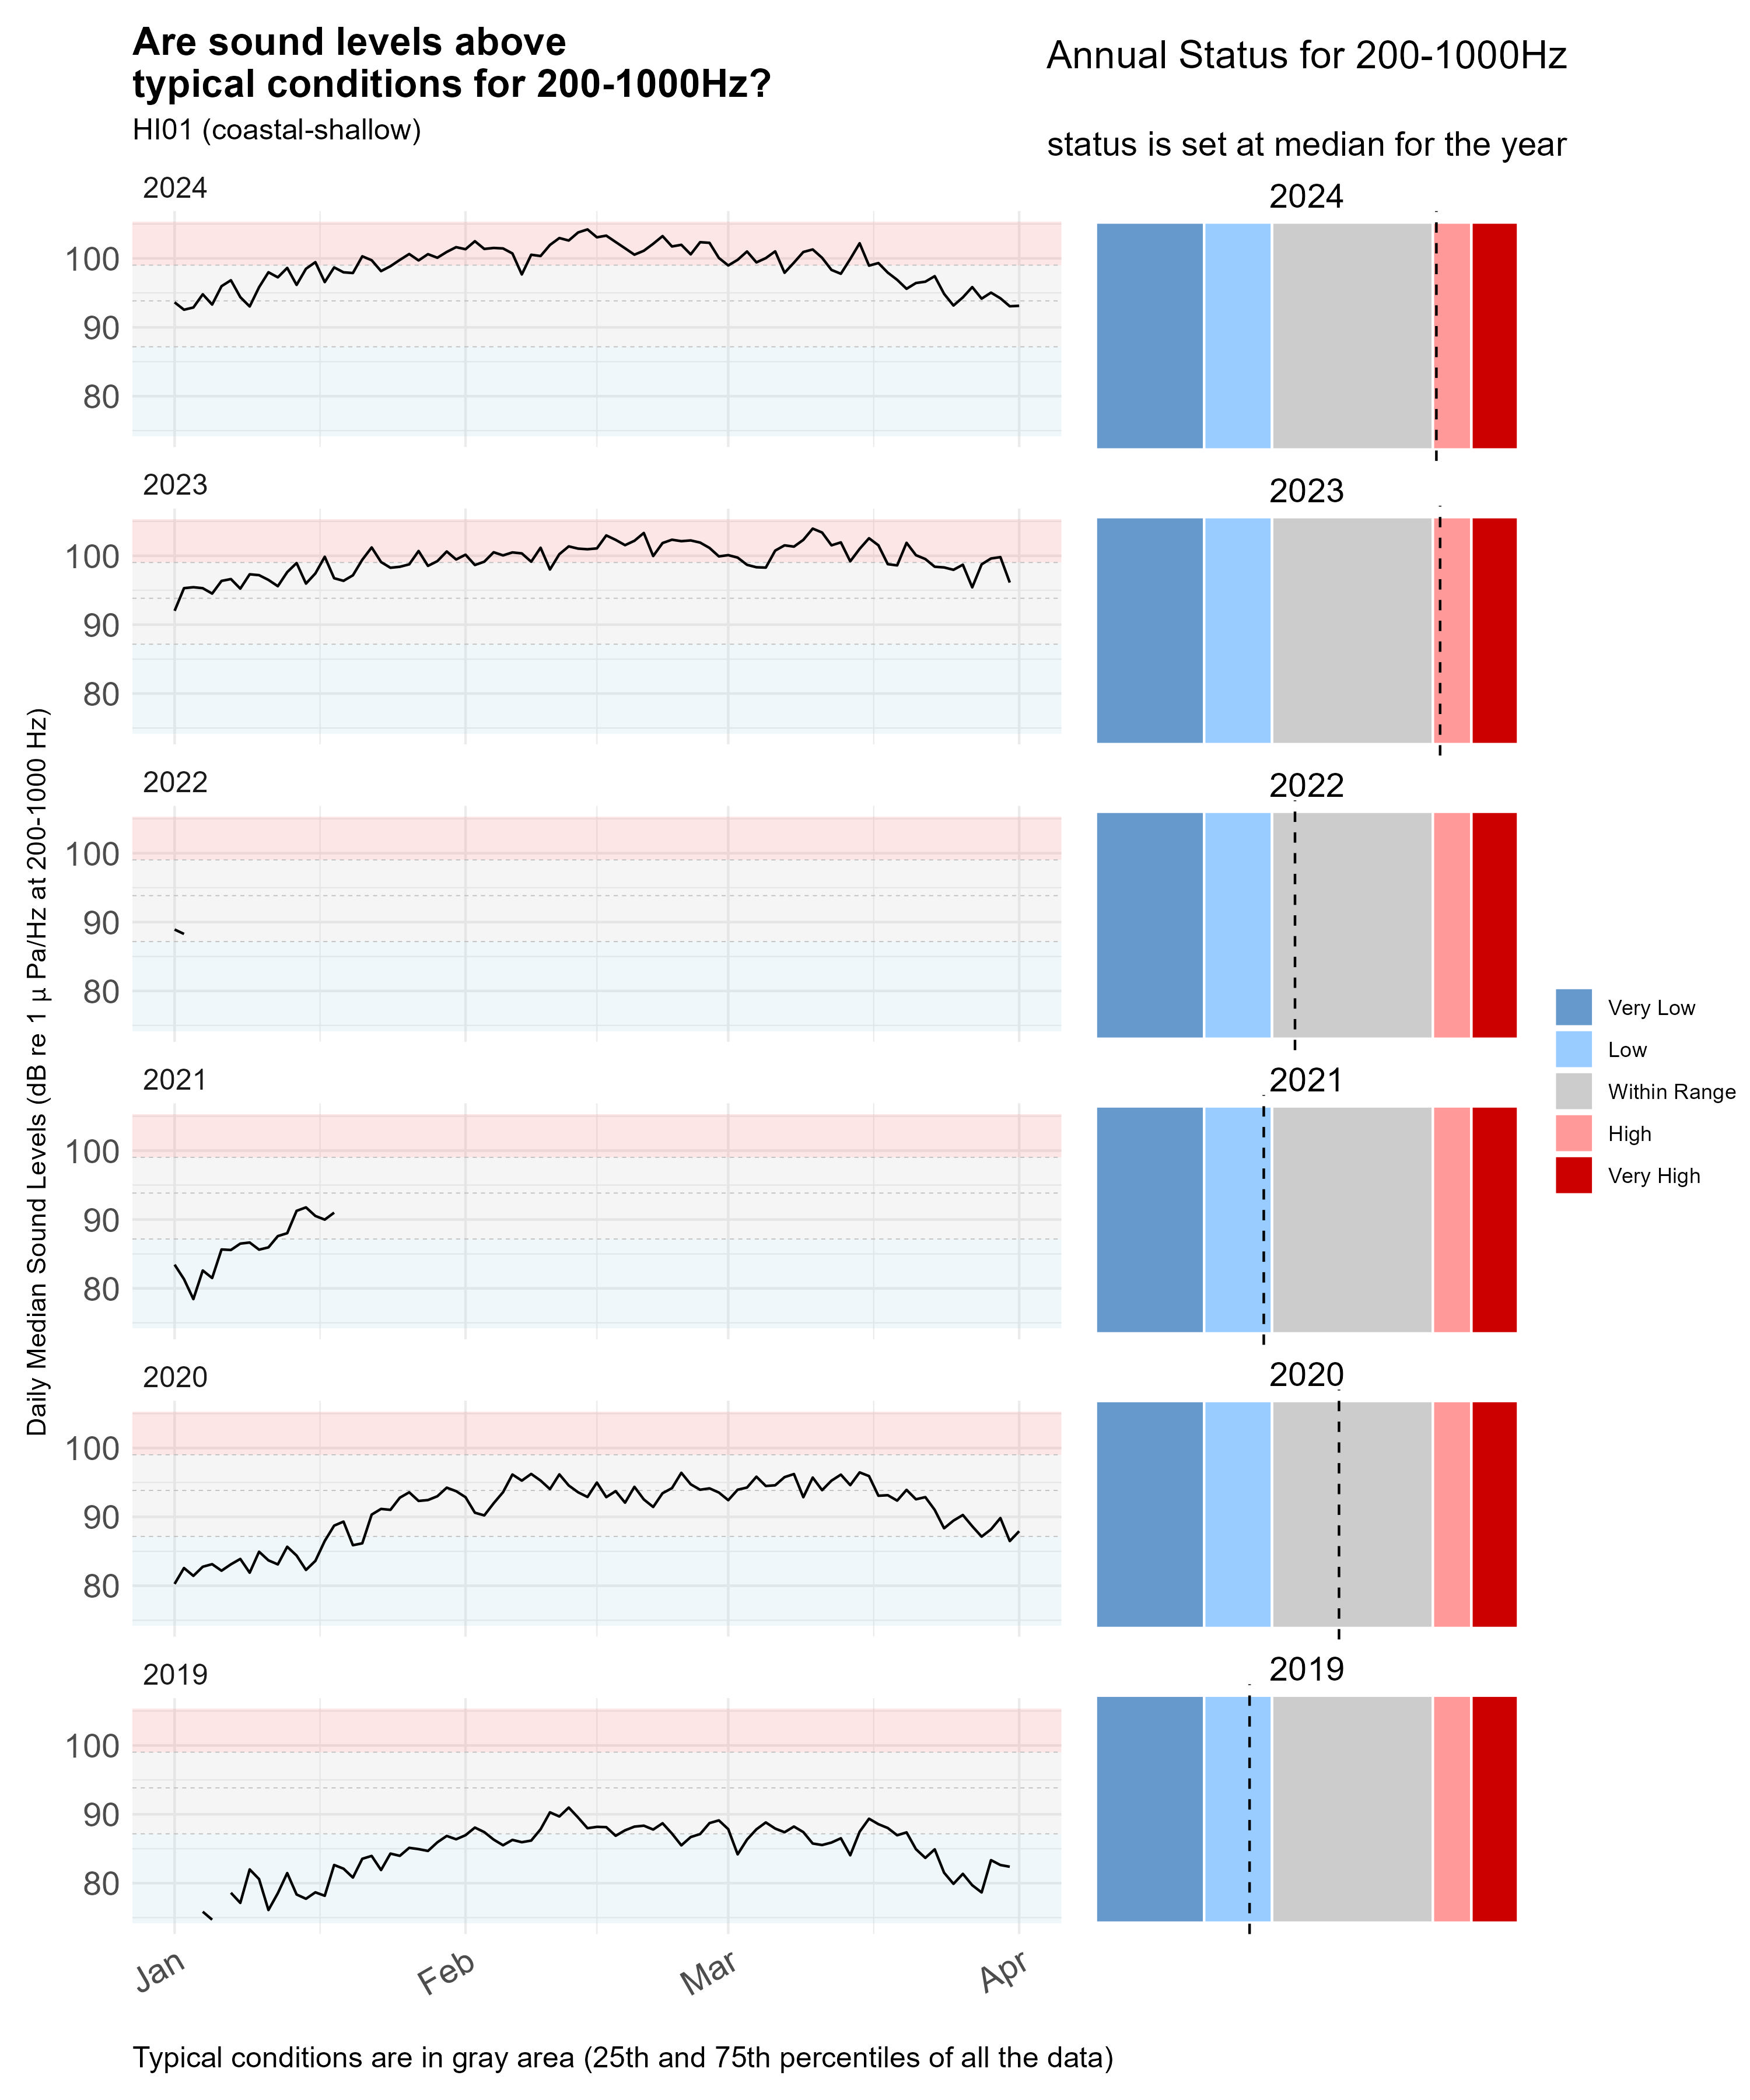 Are sound levels above
typical conditions for 200-1000Hz?
HI01 (coastal-shallow)
Annual Status for 200-1000Hz
status is set at median for the year
Daily Median Sound Levels (dB re 1 µ Pa/Hz at 200-1000 Hz)
2024
100
90
80
2023
100
90
80
2022
100
90
80
2021
100
90
80
2020
100
90
80
2019
100
90
80
Jan
Feb
Mar
Apr
2024
2023
2022
2021
2020
2019
Very Low
Low
Within Range
High
Very High
Typical conditions are in gray area (25th and 75th percentiles of all the data)